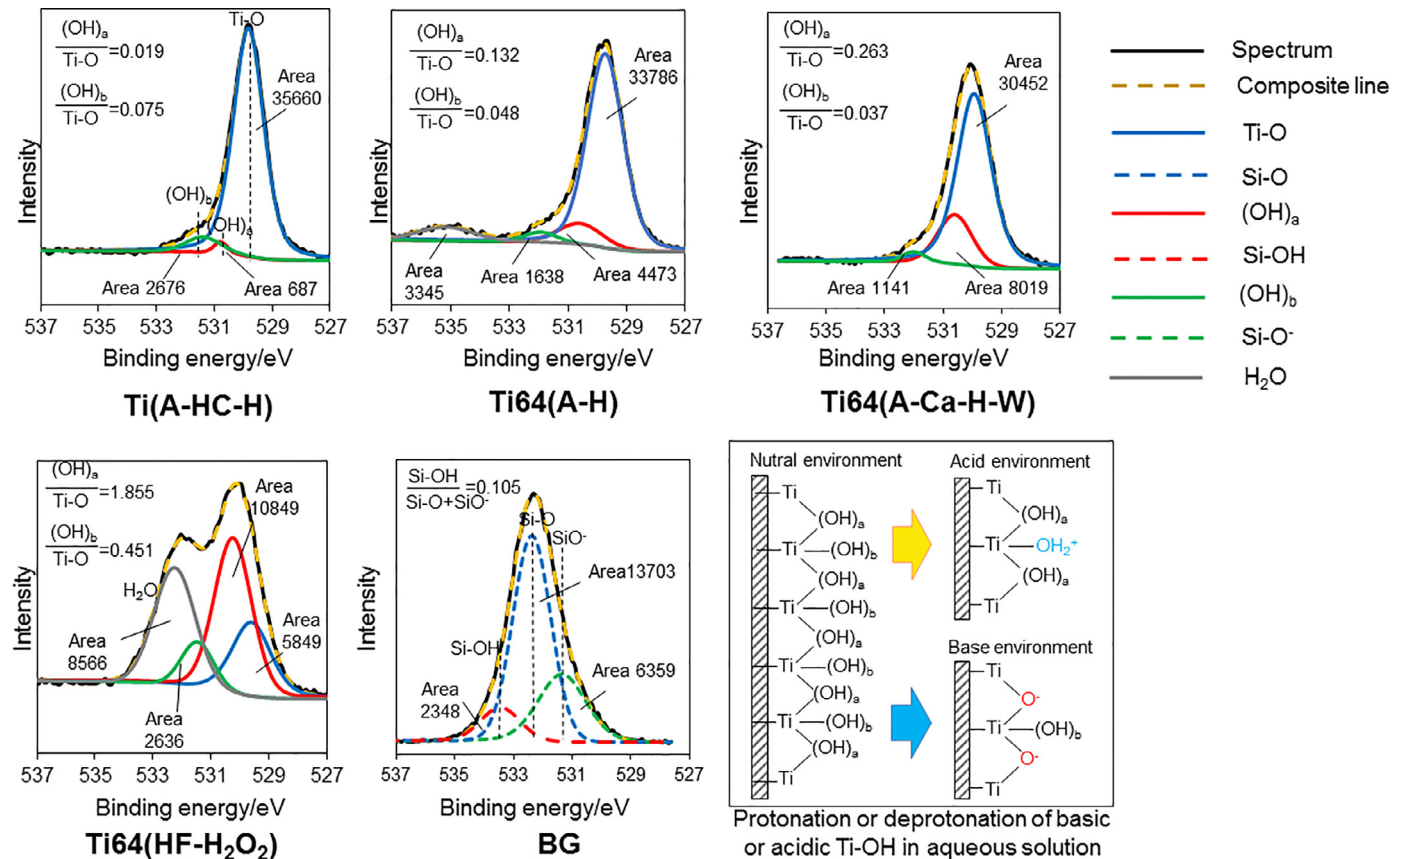 (OH)a
Ti-O
=0.019
(OH)b
Ti-O
=0.075
Ti-O
Area
35660
(OH)b
(OH)a
Area 2676
Area 687
Intensity
537 535 533 531 529 527
Binding energy/eV
Ti(A-HC-H)
(OH)a
Ti-O
=0.132
(OH)b
Ti-O
=0.048
Area
33786
Area
3345
Area 1638
Area 4473
Intensity
537 535 533 531 529 527
Binding energy/eV
Ti64(A-H)
(OH)a
Ti-O
=0.263
(OH)b
Ti-O
=0.037
Area
30452
Area 1141
Area 8019
Intensity
537 535 533 531 529 527
Binding energy/eV
Ti64(A-Ca-H-W)
Spectrum
Composite line
Ti-O
Si-O
(OH)a
Si-OH
(OH)b
Si-O-
H2O
(OH)a
Ti-O
=1.855
(OH)b
Ti-O
=0.451
Area
10849
H2O
Area
8566
Area
5849
Area
2636
Intensity
537 535 533 531 529 527
Binding energy/eV
Ti64(HF-H2O2)
Si-OH
Si-O+SiO-
=0.105
Si-O
SiO-
Area13703
Si-OH
Area
2348
Area 6359
Intensity
537 535 533 531 529 527
Binding energy/eV
BG
Nutral environment
Ti
(OH)a
Ti (OH)b
(OH)a
Ti (OH)b
(OH)a
Ti (OH)b
(OH)a
Ti (OH)b
(OH)a
Ti
Acid environment
Ti
(OH)a
Ti OH2+
(OH)a
Ti
Base environment
Ti
O-
Ti (OH)b
O-
Ti
Protonation or deprotonation of basic
or acidic Ti-OH in aqueous solution